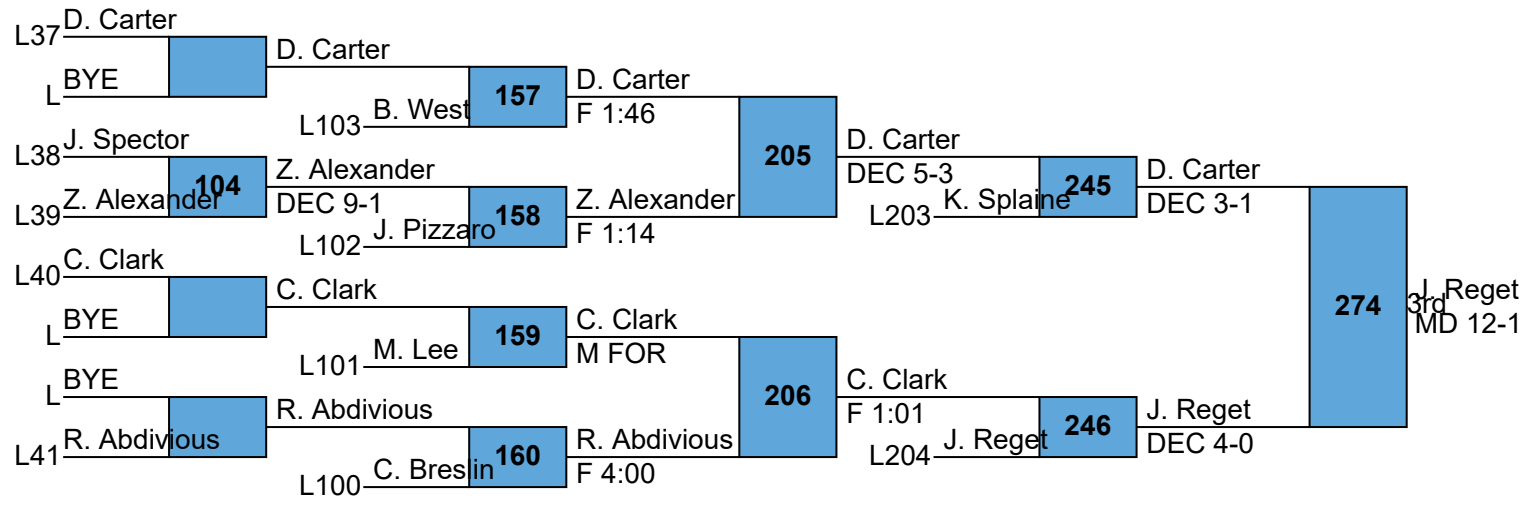 D. Carter
L37
D. Carter
BYE
L
D. Carter
157
B. West
F 1:46
L103
J. Spector
D. Carter
L38
205
Z. Alexander
DEC 5-3
D. Carter
104
245
Z. Alexander
DEC 9-1
Z. Alexander
K. Splaine
DEC 3-1
L39
158
L203
J. Pizzaro
F 1:14
L102
C. Clark
L40
C. Clark
J. Reget
274
3rd
BYE
C. Clark
MD 12-1
L
159
M. Lee
M FOR
L101
BYE
C. Clark
L
206
R. Abdivious
F 1:01
J. Reget
246
R. Abdivious
R. Abdivious
J. Reget
DEC 4-0
L41
160
L204
C. Breslin
F 4:00
L100